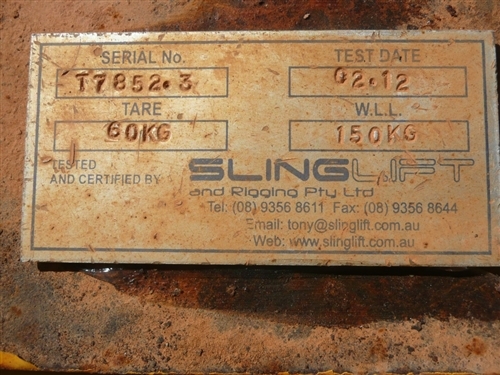 SERIAL No. TEST DATE
T7852.3 02.12
TARE W.L.L.
60KG 150KG
TESTED
AND CERTIFIED BY SLINGLIFT
and Rigging Pty Ltd
Tel: (08) 9356 8611 Fax: (08) 9356 8644
Email: tony@slinglift.com.au
Web: www.slinglift.com.au